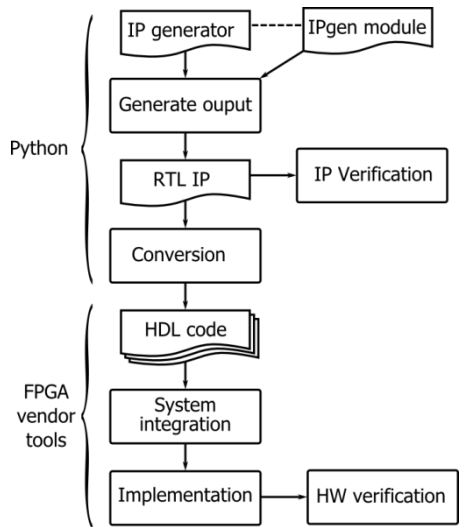 IP generator
IPgen module
Generate ouput
Python
RTL IP
IP Verification
Conversion
HDL code
FPGA
vendor
tools
System
integration
Implementation
HW verification